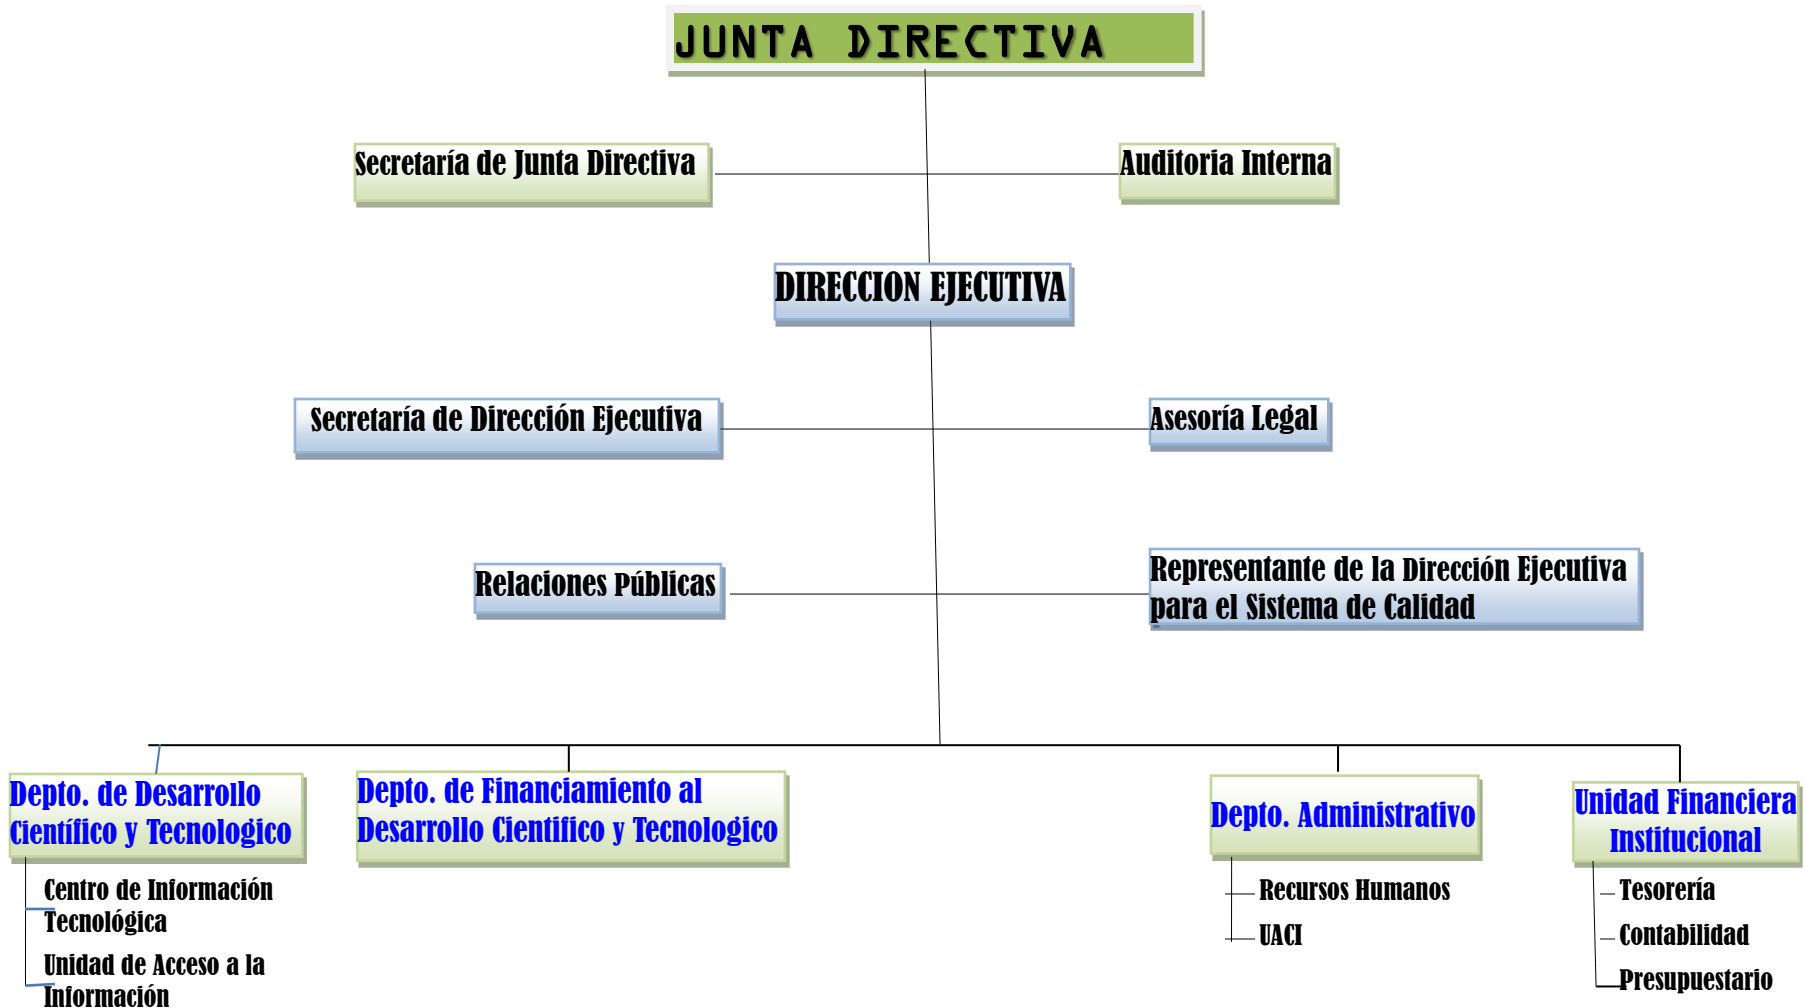 JUNTA DIRECTIVA
Secretaría de Junta Directiva
Auditoria Interna
DIRECCION EJECUTIVA
Secretaría de Dirección Ejecutiva
Asesoría Legal
Relaciones Públicas
Representante de la Dirección Ejecutiva
para el Sistema de Calidad
Depto. de Desarrollo
Científico y Tecnologico
Centro de Información
Tecnológica
Unidad de Acceso a la
Información
Depto. de Financiamiento al
Desarrollo Cientifico y Tecnologico
Depto. Administrativo
Recursos Humanos
UACI
Unidad Financiera
Institucional
Tesorería
Contabilidad
Presupuestario